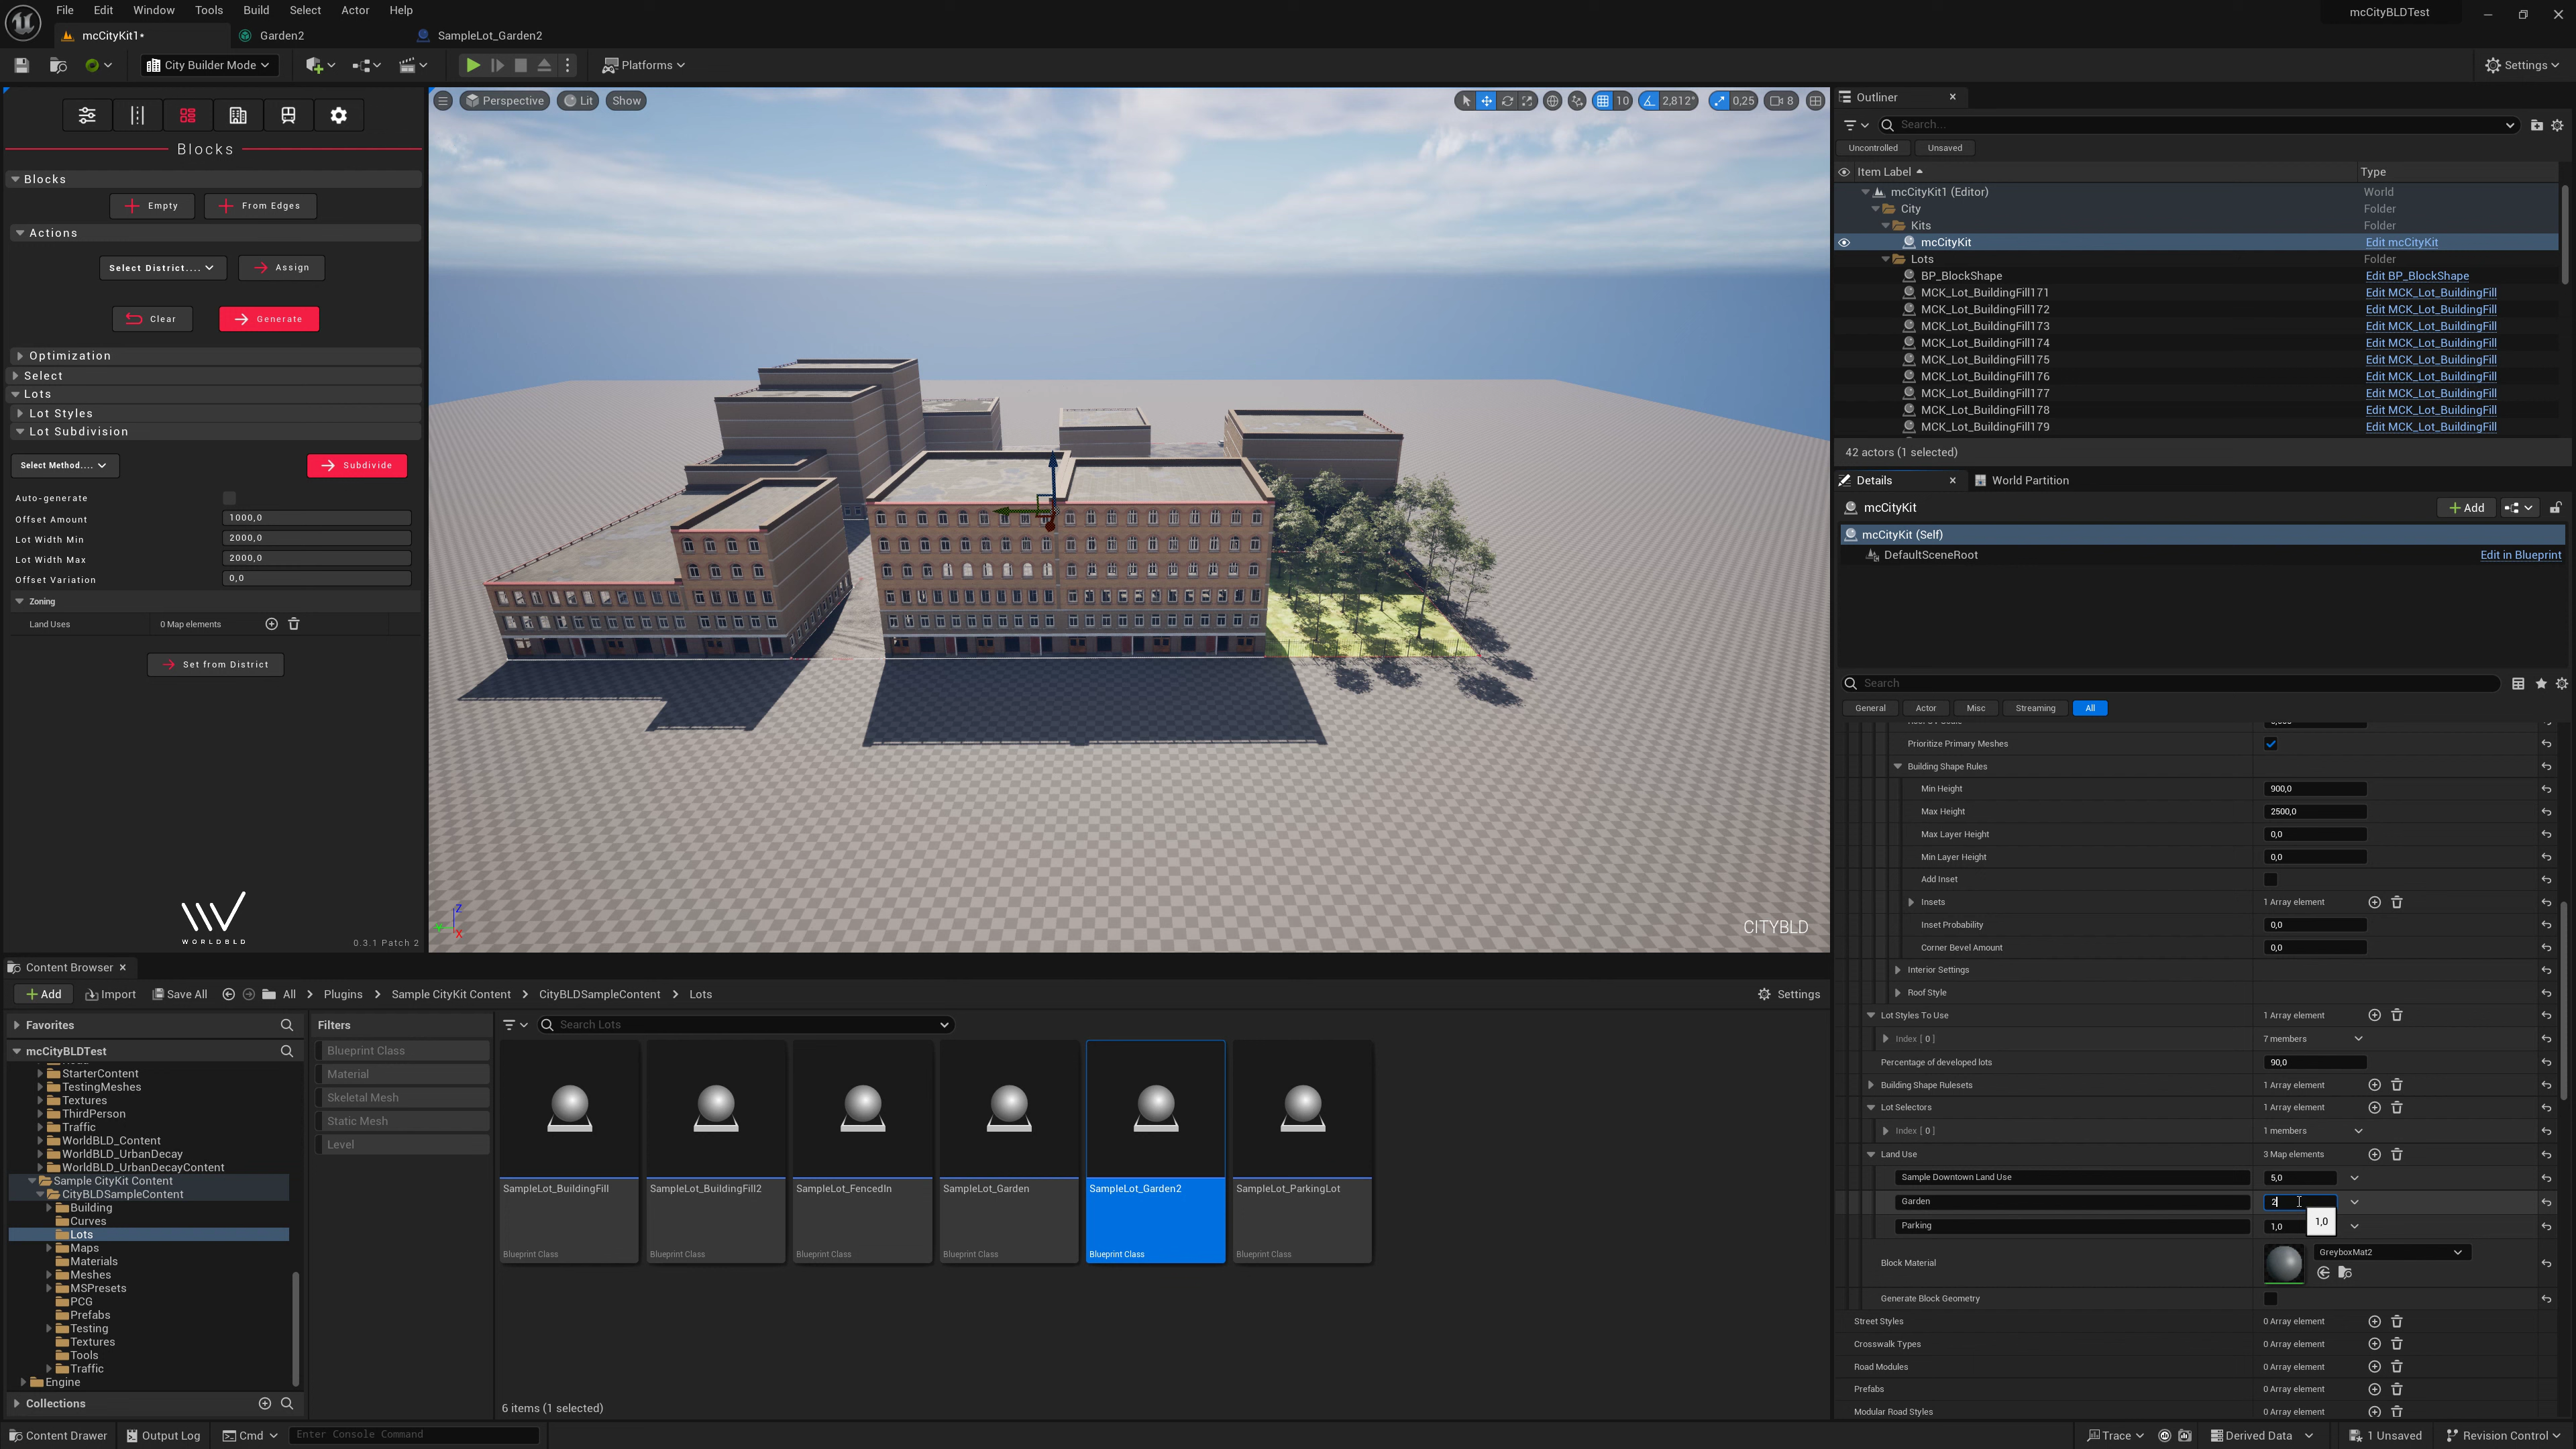 File Edit Window Tools Build Select Actor Help
mcCityBLDTest
mcCityKit1•
Garden2
SampleLot_Garden2
City Builder Mode
Platforms
Settings
Blocks
Blocks
Empty
From Edges
Actions
Select District....
Assign
Clear
Generate
Optimization
Select
Lots
Lot Styles
Lot Subdivision
Select Method....
Subdivide
Auto-generate
Offset Amount 1000,0
Lot Width Min 2000,0
Lot Width Max 2000,0
Offset Variation 0,0
Zoning
Land Uses 0 Map elements
Set from District
WORLDBLD
0.3.1 Patch 2
Perspective Lit Show
10 2,812° 0,25 8
Z
X
CITYBLD
Outliner
Search...
Uncontrolled Unsaved
Item Label Type
mcCityKit1 (Editor) World
City Folder
Kits Folder
mcCityKit Edit mcCityKit
Lots Folder
BP_BlockShape Edit BP_BlockShape
MCK_Lot_BuildingFill171 Edit MCK_Lot_BuildingFill
MCK_Lot_BuildingFill172 Edit MCK_Lot_BuildingFill
MCK_Lot_BuildingFill173 Edit MCK_Lot_BuildingFill
MCK_Lot_BuildingFill174 Edit MCK_Lot_BuildingFill
MCK_Lot_BuildingFill175 Edit MCK_Lot_BuildingFill
MCK_Lot_BuildingFill176 Edit MCK_Lot_BuildingFill
MCK_Lot_BuildingFill177 Edit MCK_Lot_BuildingFill
MCK_Lot_BuildingFill178 Edit MCK_Lot_BuildingFill
MCK_Lot_BuildingFill179 Edit MCK_Lot_BuildingFill
42 actors (1 selected)
Details World Partition
mcCityKit Add
mcCityKit (Self)
DefaultSceneRoot Edit in Blueprint
Search
General Actor Misc Streaming All
Prioritize Primary Meshes
Building Shape Rules
Min Height 900,0
Max Height 2500,0
Max Layer Height 0,0
Min Layer Height 0,0
Add Inset
Insets 1 Array element
Inset Probability 0,0
Corner Bevel Amount 0,0
Interior Settings
Roof Style
Lot Styles To Use 1 Array element
Index [ 0 ] 7 members
Percentage of developed lots 90,0
Building Shape Rulesets 1 Array element
Lot Selectors 1 Array element
Index [ 0 ] 1 members
Land Use 3 Map elements
Sample Downtown Land Use 5,0
Garden 2
1,0
Parking 1,0
Block Material GreyboxMat2
Generate Block Geometry
Street Styles 0 Array element
Crosswalk Types 0 Array element
Road Modules 0 Array element
Prefabs 0 Array element
Modular Road Styles 0 Array element
Content Browser
Add Import Save All All Plugins Sample CityKit Content CityBLDSampleContent Lots
Settings
Favorites
mcCityBLDTest
StarterContent
TestingMeshes
Textures
ThirdPerson
Traffic
WorldBLD_Content
WorldBLD_UrbanDecay
WorldBLD_UrbanDecayContent
Sample CityKit Content
CityBLDSampleContent
Building
Curves
Lots
Maps
Materials
Meshes
MSPresets
PCG
Prefabs
Testing
Textures
Tools
Traffic
Engine
Collections
Filters
Blueprint Class
Material
Skeletal Mesh
Static Mesh
Level
Search Lots
SampleLot_BuildingFill
Blueprint Class
SampleLot_BuildingFill2
Blueprint Class
SampleLot_FencedIn
Blueprint Class
SampleLot_Garden
Blueprint Class
SampleLot_Garden2
Blueprint Class
SampleLot_ParkingLot
Blueprint Class
6 items (1 selected)
Content Drawer Output Log Cmd Enter Console Command
Trace Derived Data 1 Unsaved Revision Control